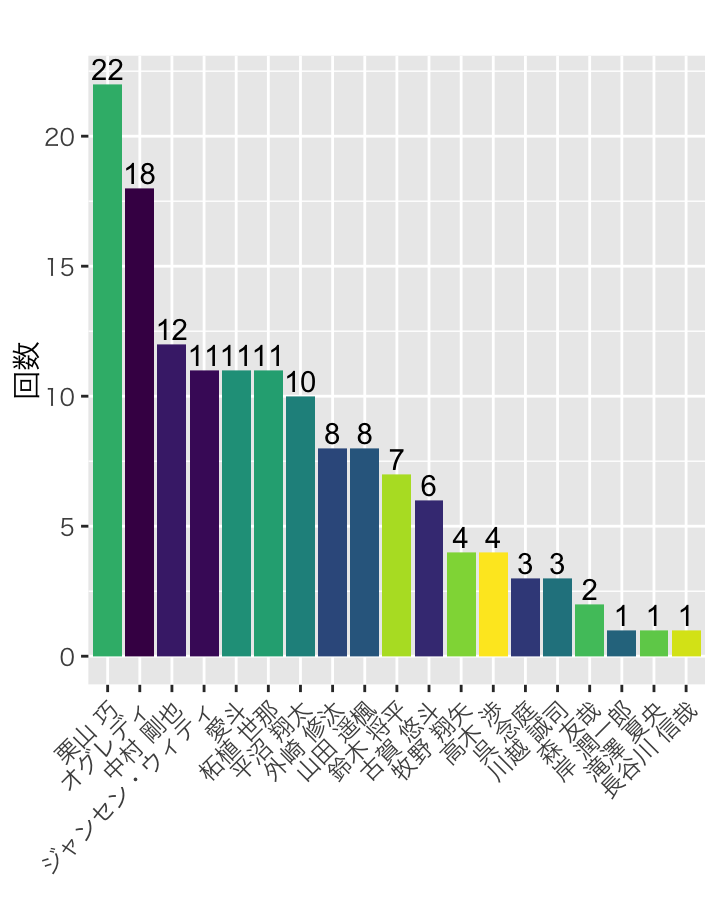 22
18
12
11
11
11
10
8
8
7
6
4
4
3
3
2
1
1
1
20
15
10
5
0
回数
栗山 巧
オグレディ
中村 剛也
ジャンセン・ウィティ
愛斗
柘植 世那
平沼 翔太
外崎 修汰
山田 遥楓
鈴木 将平
古賀 悠斗
牧野 翔矢
高木 渉
呉 念庭
川越 誠司
森 友哉
岸 潤一郎
滝澤 夏央
長谷川 信哉